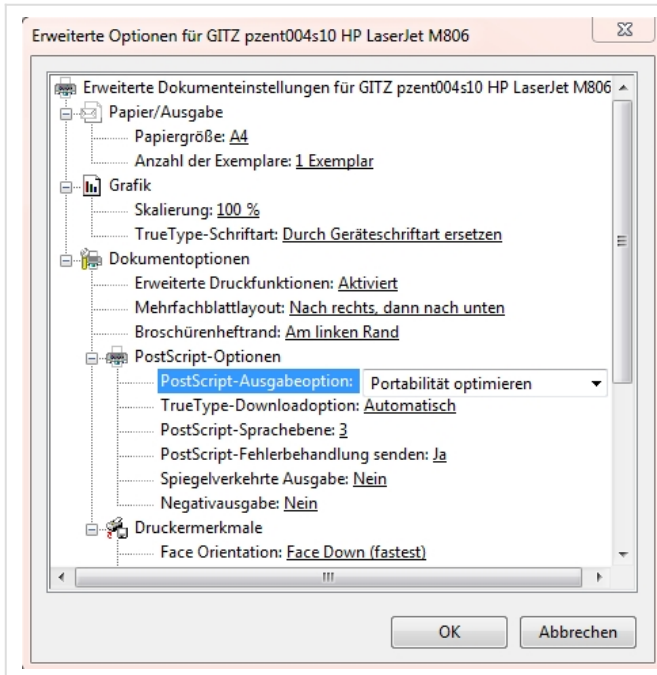 Erweiterte Optionen für GITZ pzent004s10 HP LaserJet M806
Erweiterte Dokumenteinstellungen für GITZ pzent004s10 HP LaserJet M806
Papier/Ausgabe
Papiergröße: A4
Anzahl der Exemplare: 1 Exemplar
Grafik
Skalierung: 100 %
TrueType-Schriftart: Durch Geräteschriftart ersetzen
Dokumentoptionen
Erweiterte Druckfunktionen: Aktiviert
Mehrfachblattlayout: Nach rechts, dann nach unten
Broschürenheftrand: Am linken Rand
PostScript-Optionen
PostScript-Ausgabeoption: Portabilität optimieren
TrueType-Downloadoption: Automatisch
PostScript-Sprachebene: 3
PostScript-Fehlerbehandlung senden: Ja
Spiegelverkehrte Ausgabe: Nein
Negativausgabe: Nein
Druckermerkmale
Face Orientation: Face Down (fastest)
OK Abbrechen